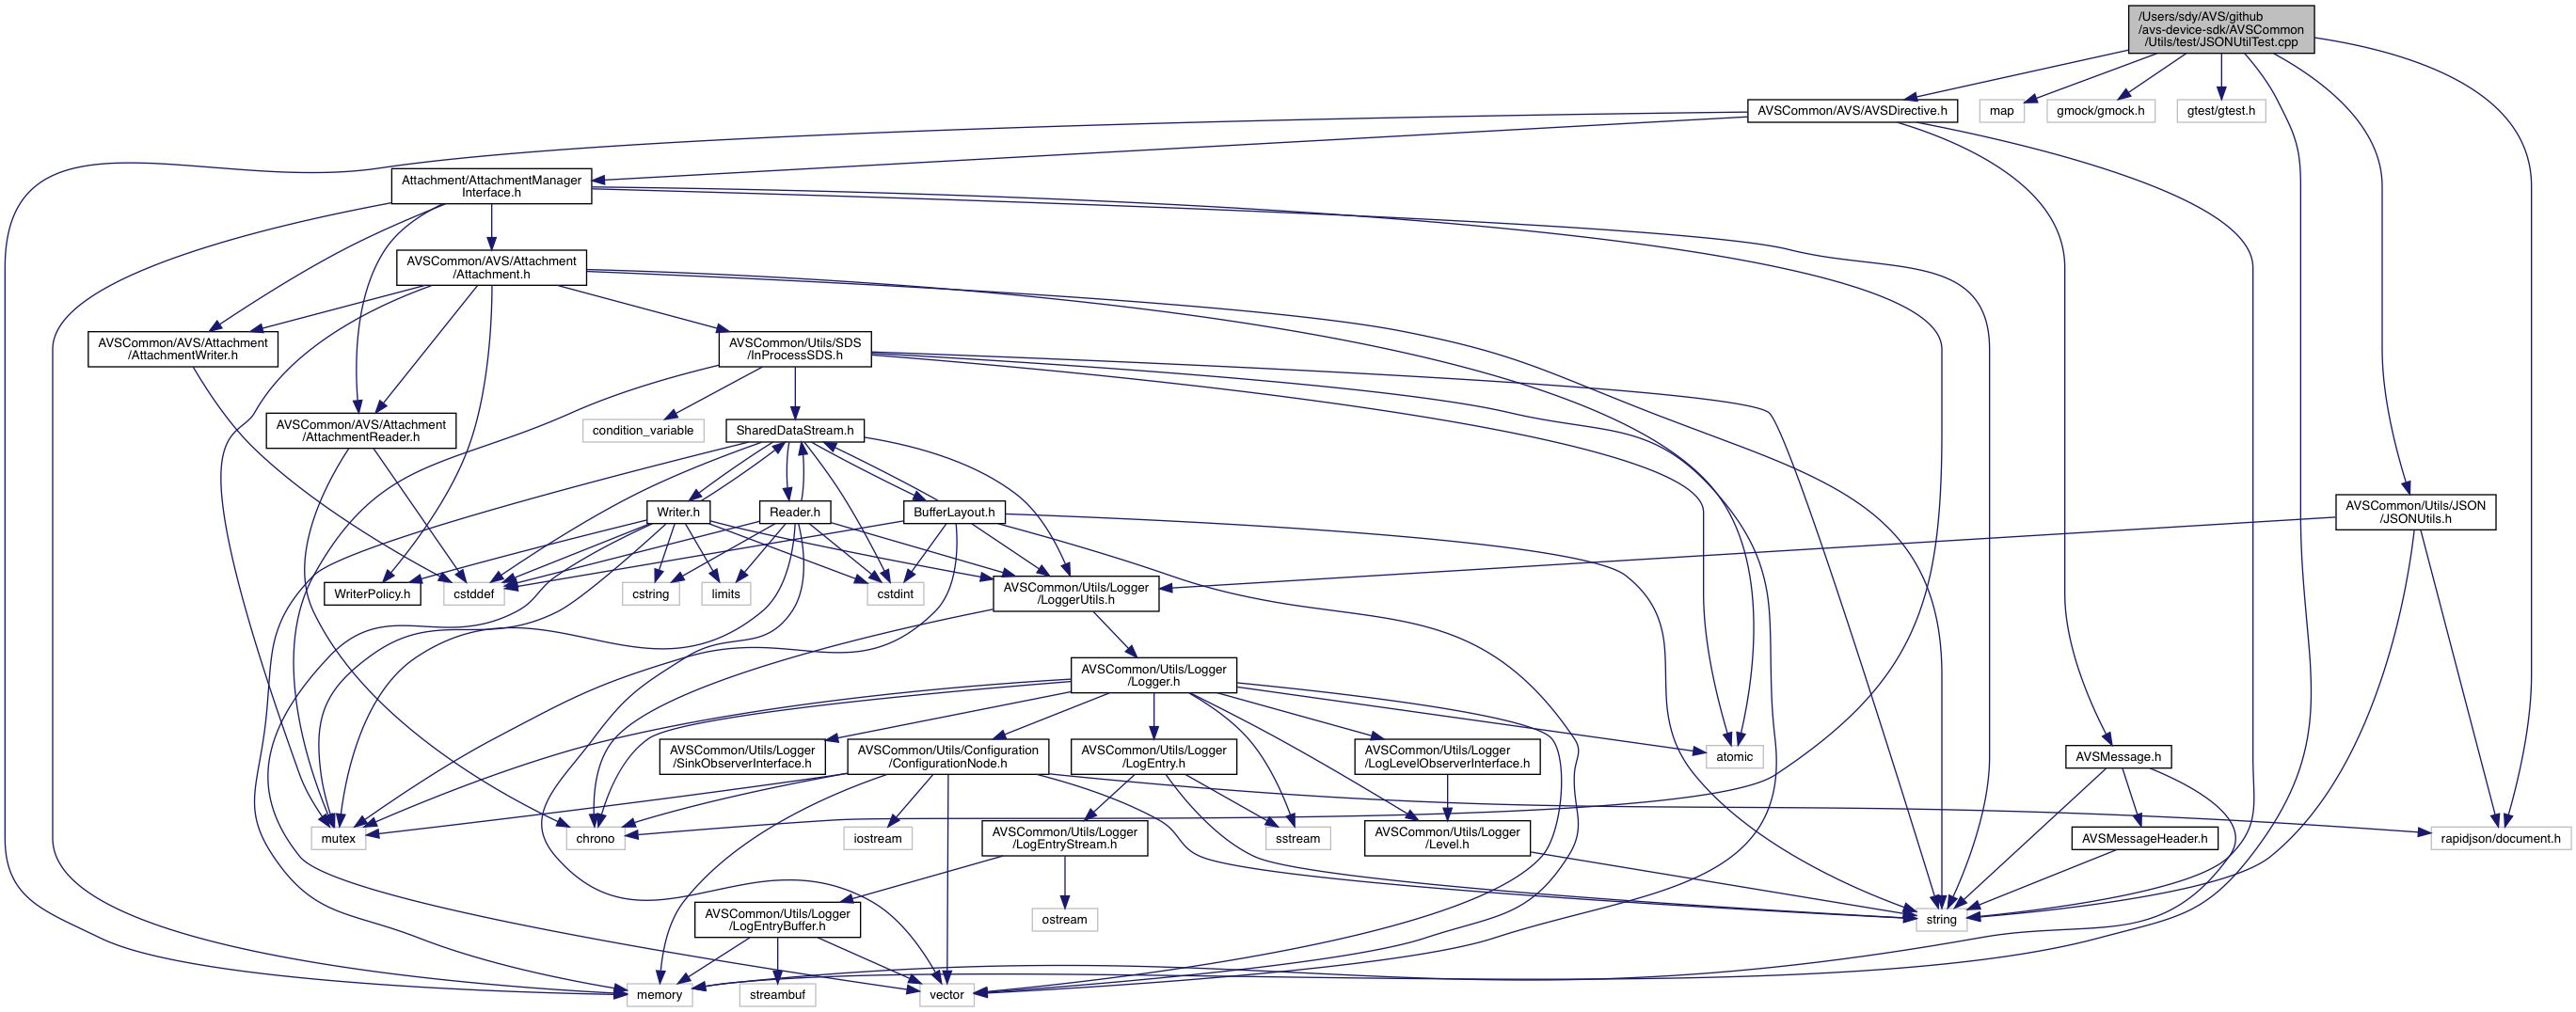 /Users/sdy/AVS/github
/avs-device-sdk/AVSCommon
/Utils/test/JSONUtilTest.cpp
AVSCommon/AVS/AVSDirective.h
map
gmock/gmock.h
gtest/gtest.h
Attachment/AttachmentManager
Interface.h
AVSCommon/AVS/Attachment
/Attachment.h
AVSCommon/AVS/Attachment
/AttachmentWriter.h
AVSCommon/Utils/SDS
/InProcessSDS.h
AVSCommon/AVS/Attachment
/AttachmentReader.h
condition_variable
SharedDataStream.h
Writer.h
Reader.h
BufferLayout.h
AVSCommon/Utils/JSON
/JSONUtils.h
WriterPolicy.h
cstddef
cstring
limits
cstdint
AVSCommon/Utils/Logger
/LoggerUtils.h
AVSCommon/Utils/Logger
/Logger.h
AVSCommon/Utils/Logger
/SinkObserverInterface.h
AVSCommon/Utils/Configuration
/ConfigurationNode.h
AVSCommon/Utils/Logger
/LogEntry.h
AVSCommon/Utils/Logger
/LogLevelObserverInterface.h
atomic
AVSMessage.h
mutex
chrono
iostream
AVSCommon/Utils/Logger
/LogEntryStream.h
sstream
AVSCommon/Utils/Logger
/Level.h
AVSMessageHeader.h
rapidjson/document.h
AVSCommon/Utils/Logger
/LogEntryBuffer.h
ostream
string
memory
streambuf
vector